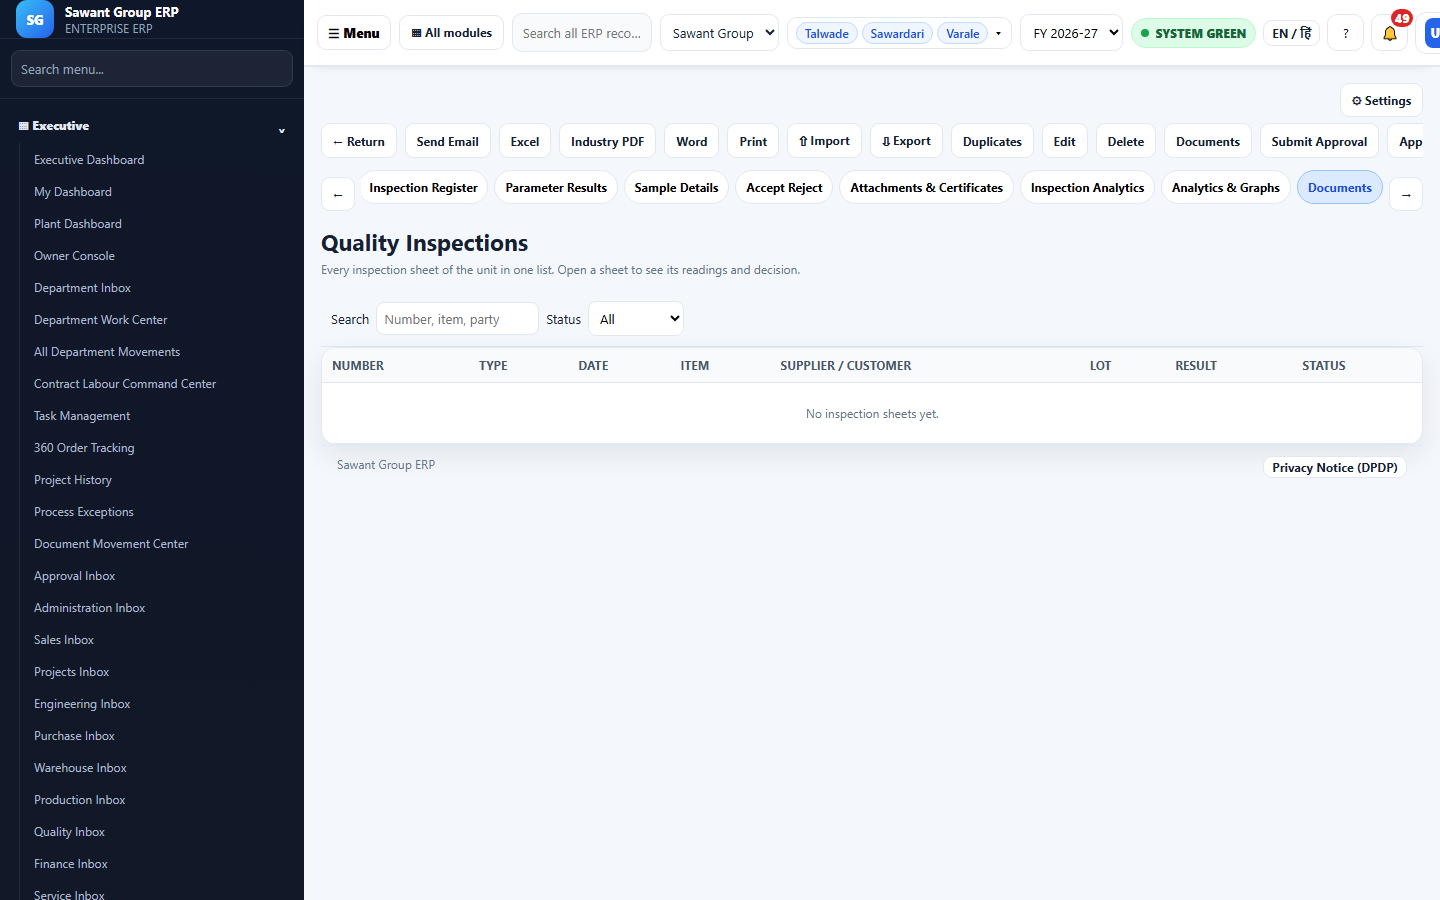 SG
Sawant Group ERP
ENTERPRISE ERP
Search menu...
Executive
Executive Dashboard
My Dashboard
Plant Dashboard
Owner Console
Department Inbox
Department Work Center
All Department Movements
Contract Labour Command Center
Task Management
360 Order Tracking
Project History
Process Exceptions
Document Movement Center
Approval Inbox
Administration Inbox
Sales Inbox
Projects Inbox
Engineering Inbox
Purchase Inbox
Warehouse Inbox
Production Inbox
Quality Inbox
Finance Inbox
Service Inbox
☰ Menu
All modules
Search all ERP reco...
Sawant Group
Talwade
Sawardari
Varale
FY 2026-27
SYSTEM GREEN
EN / हिं
?
49
U
⚙ Settings
← Return
Send Email
Excel
Industry PDF
Word
Print
⇧ Import
⇩ Export
Duplicates
Edit
Delete
Documents
Submit Approval
App
←
Inspection Register
Parameter Results
Sample Details
Accept Reject
Attachments & Certificates
Inspection Analytics
Analytics & Graphs
Documents
→
Quality Inspections
Every inspection sheet of the unit in one list. Open a sheet to see its readings and decision.
Search
Number, item, party
Status
All
NUMBER TYPE DATE ITEM SUPPLIER / CUSTOMER LOT RESULT STATUS
No inspection sheets yet.
Sawant Group ERP
Privacy Notice (DPDP)